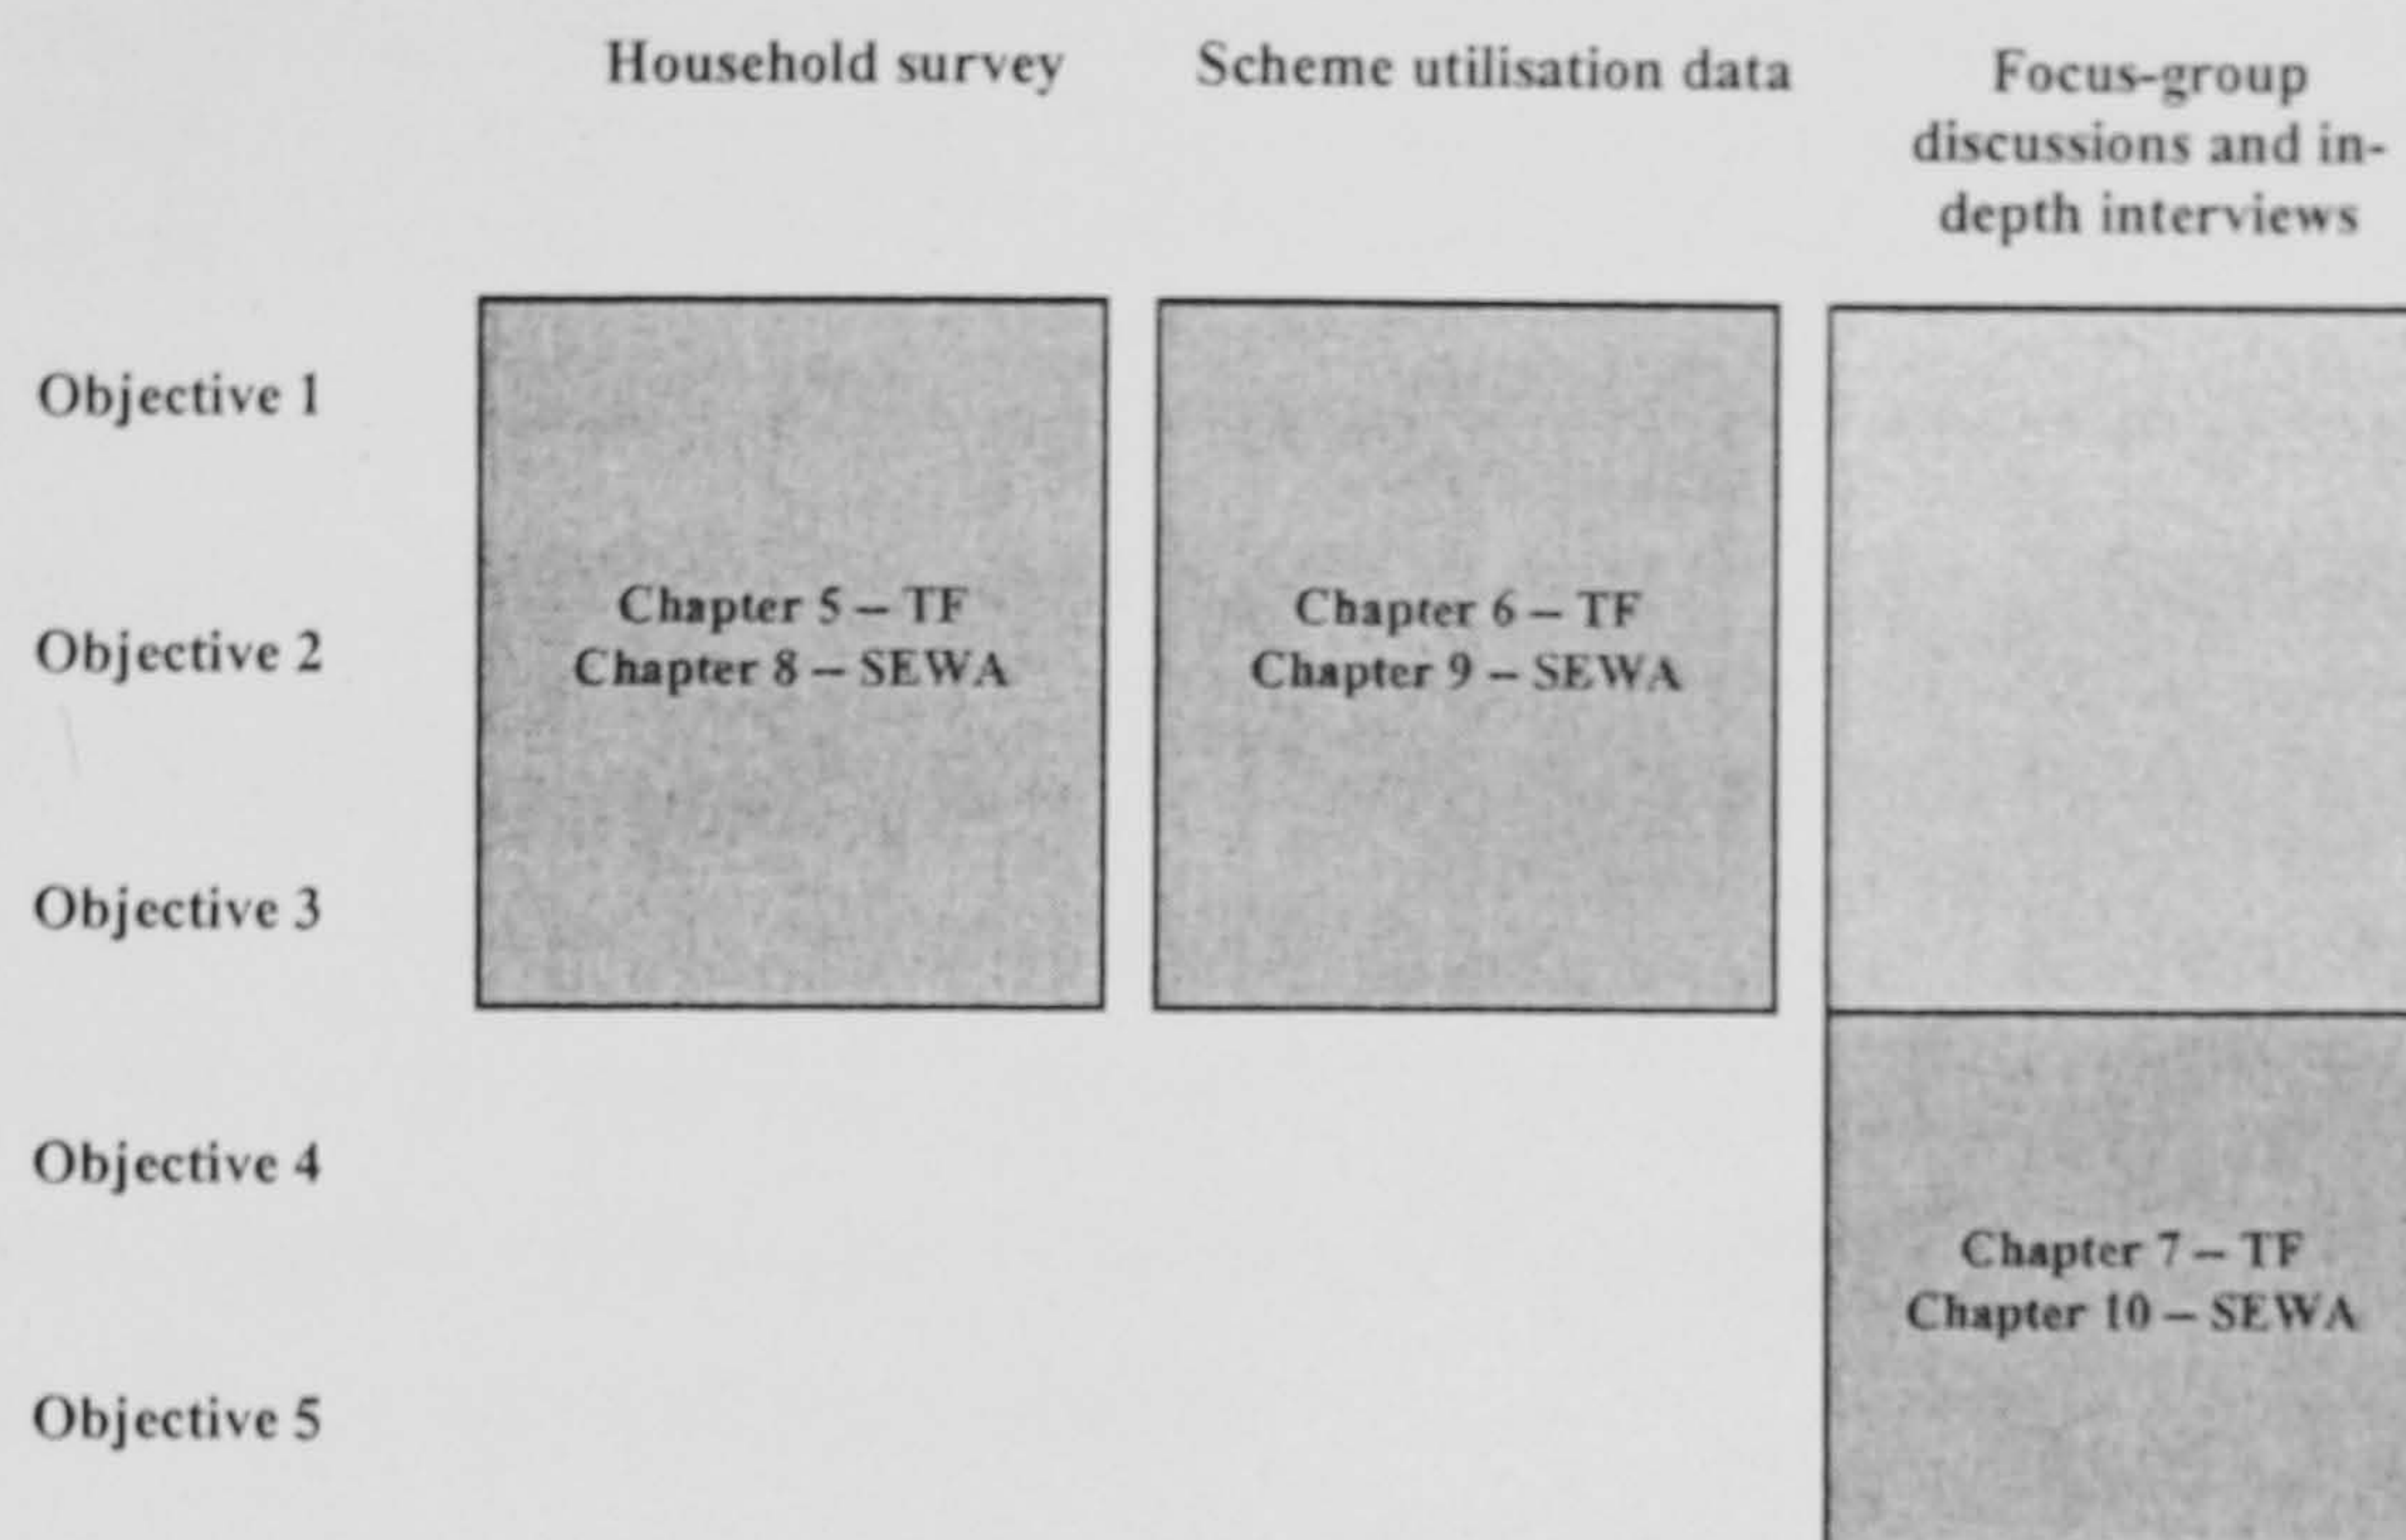 Household survey
Scheme utilisation data
Focus-group
discussions and in-
depth interviews
Objective 1
Chapter 5 – TF
Chapter 8 – SEWA
Chapter 6 – TF
Chapter 9 – SEWA
Objective 2
Objective 3
Objective 4
Chapter 7 – TF
Chapter 10 – SEWA
Objective 5